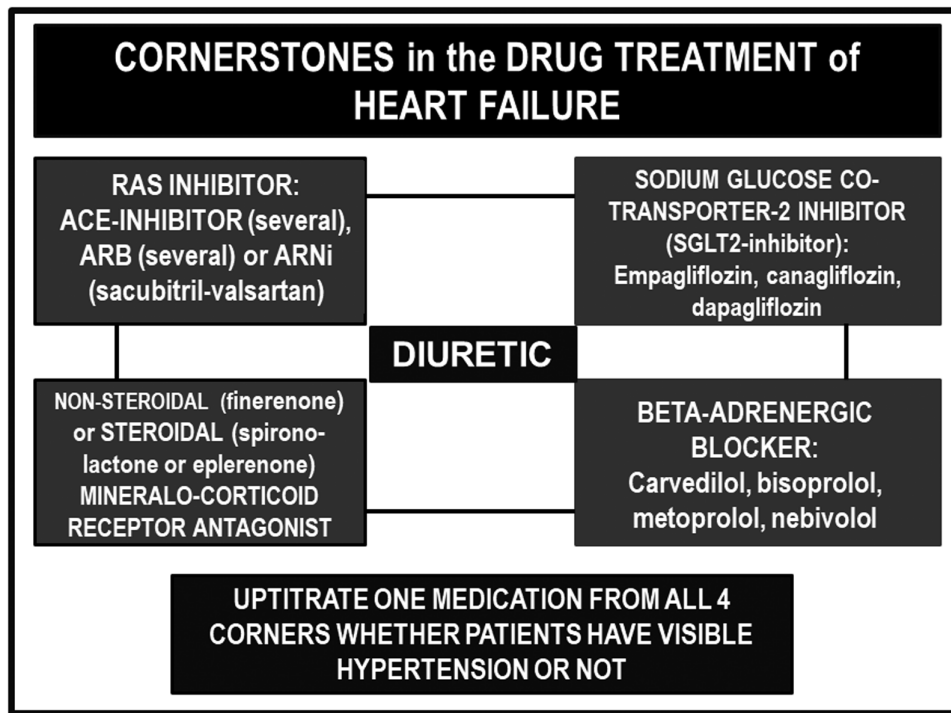 CORNERSTONES in the DRUG TREATMENT of
HEART FAILURE
RAS INHIBITOR:
ACE-INHIBITOR (several),
ARB (several) or ARNi
(sacubitril-valsartan)
SODIUM GLUCOSE CO-
TRANSPORTER-2 INHIBITOR
(SGLT2-inhibitor):
Empagliflozin, canagliflozin,
dapagliflozin
DIURETIC
NON-STEROIDAL (finerenone)
or STEROIDAL (spirono-
lactone or eplerenone)
MINERALO-CORTICOID
RECEPTOR ANTAGONIST
BETA-ADRENERGIC
BLOCKER:
Carvedilol, bisoprolol,
metoprolol, nebivolol
UPTITRATE ONE MEDICATION FROM ALL 4
CORNERS WHETHER PATIENTS HAVE VISIBLE
HYPERTENSION OR NOT